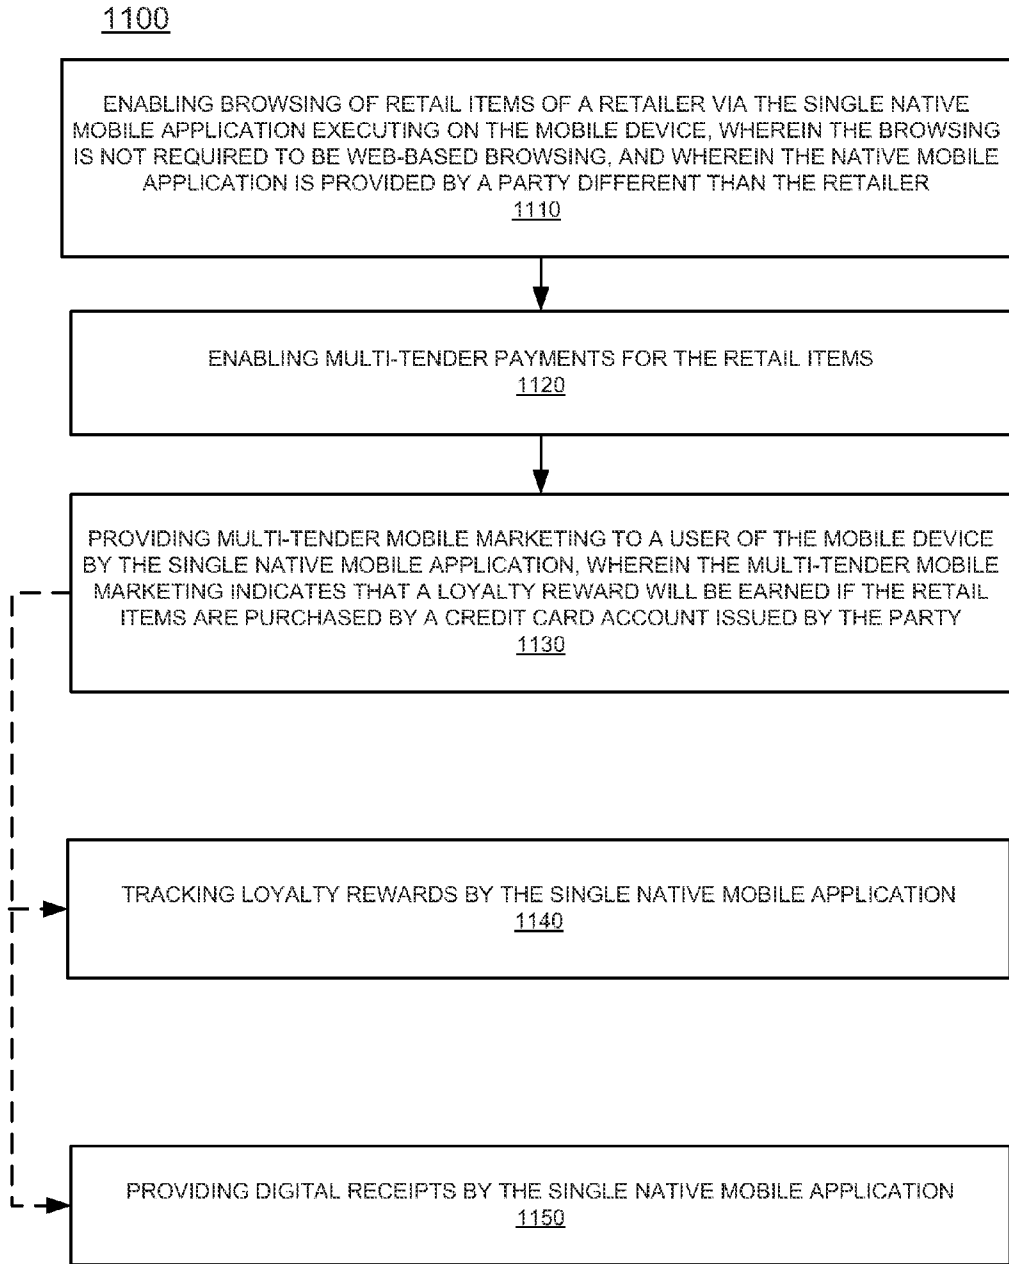 1100
ENABLING BROWSING OF RETAIL ITEMS OF A RETAILER VIA THE SINGLE NATIVE
MOBILE APPLICATION EXECUTING ON THE MOBILE DEVICE, WHEREIN THE BROWSING
IS NOT REQUIRED TO BE WEB-BASED BROWSING, AND WHEREIN THE NATIVE MOBILE
APPLICATION IS PROVIDED BY A PARTY DIFFERENT THAN THE RETAILER
1110
ENABLING MULTI-TENDER PAYMENTS FOR THE RETAIL ITEMS
1120
PROVIDING MULTI-TENDER MOBILE MARKETING TO A USER OF THE MOBILE DEVICE
BY THE SINGLE NATIVE MOBILE APPLICATION, WHEREIN THE MULTI-TENDER MOBILE
MARKETING INDICATES THAT A LOYALTY REWARD WILL BE EARNED IF THE RETAIL
ITEMS ARE PURCHASED BY A CREDIT CARD ACCOUNT ISSUED BY THE PARTY
1130
TRACKING LOYALTY REWARDS BY THE SINGLE NATIVE MOBILE APPLICATION
1140
PROVIDING DIGITAL RECEIPTS BY THE SINGLE NATIVE MOBILE APPLICATION
1150